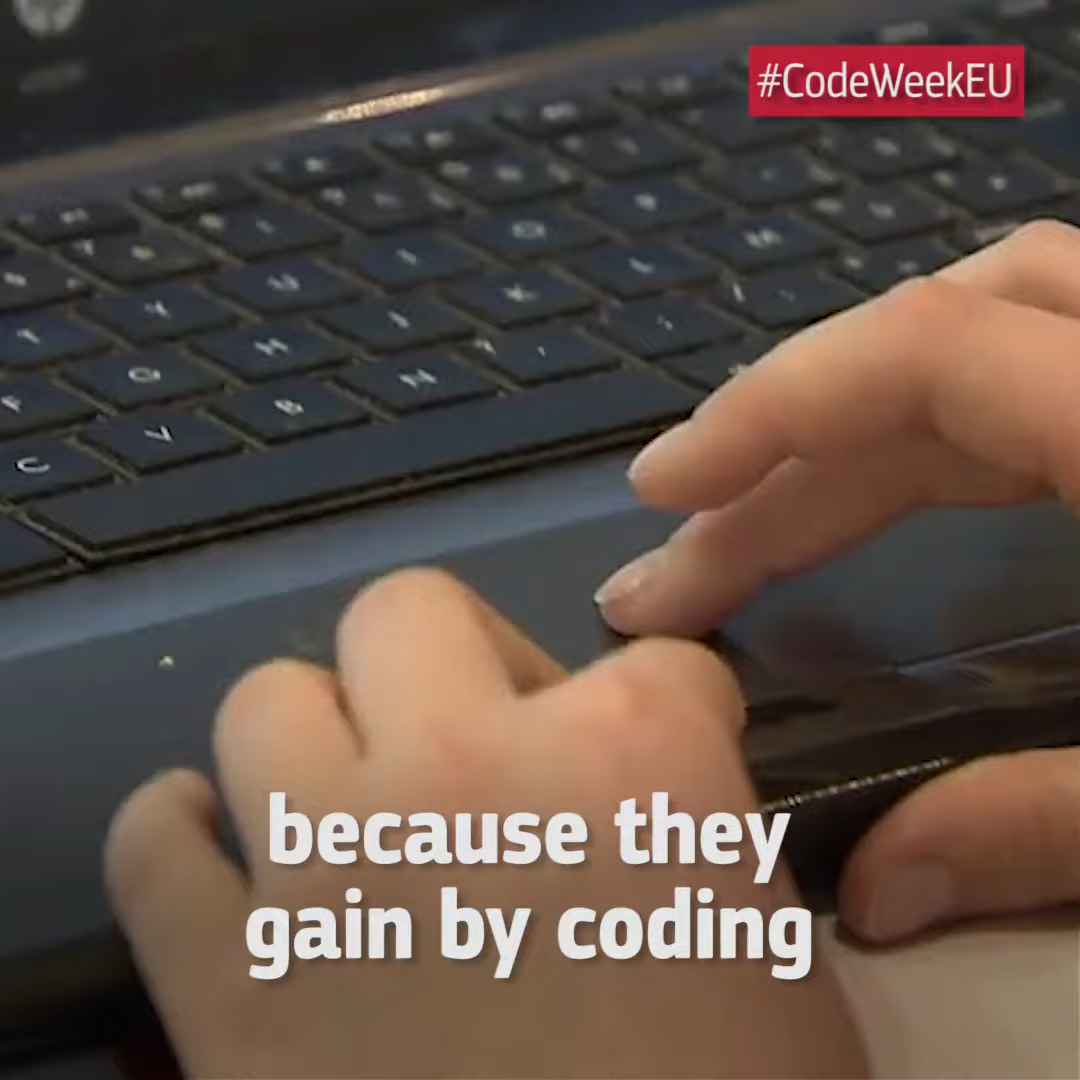 #CodeWeekEU
T Y U I O P
F G H J K L
C V B N M
because they
gain by coding